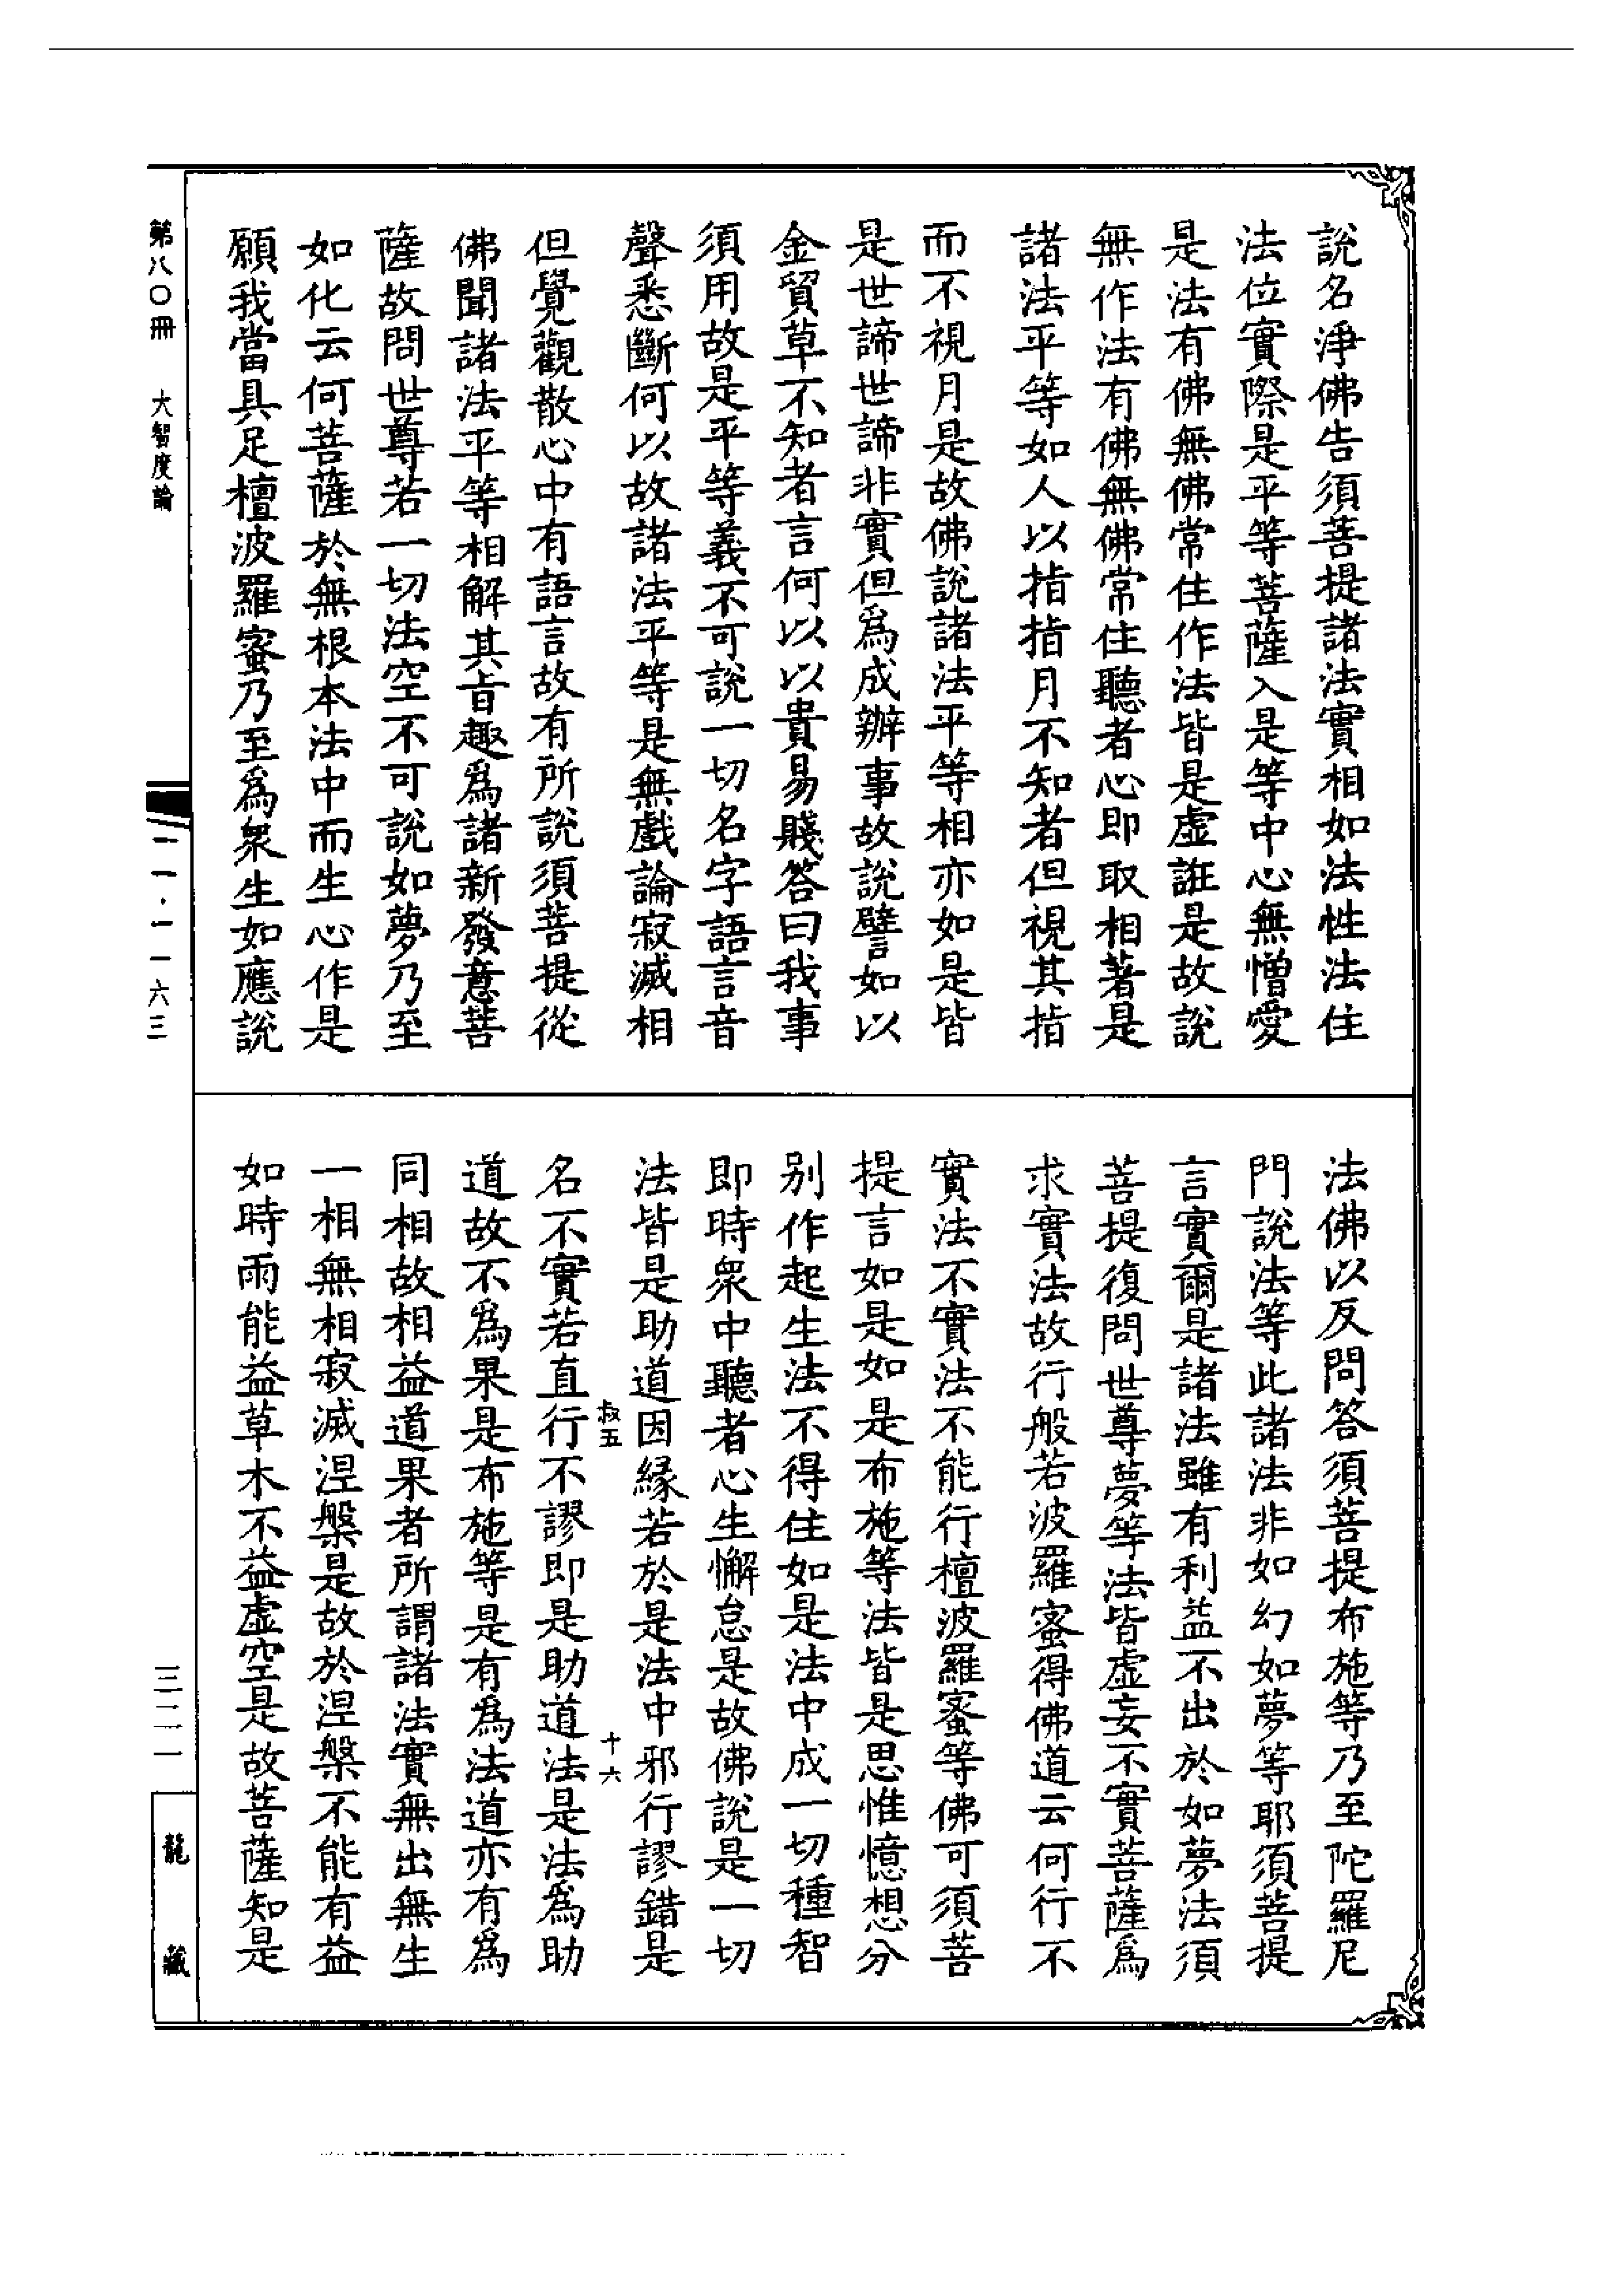 說名淨佛告須菩提諸法實相如法性法住
法位實際是平等菩薩入是等中心無憎愛
是法有佛無佛常住作法皆是虛誑是故說
無作法有佛無佛常住聽者心即取相著是
諸法平等如人以指指月不知者但視其指
而不視月是故佛說諸法平等相亦如是皆
是世諦世諦非實但為成辦事故說譬如以
金貿草不知者言何以以貴易賤答曰我事
須用故是平等義不可說一切名字語言音
聲悉斷何以故諸法平等是無戲論寂滅相
但覺觀散心中有語言故有所說須菩提從
佛聞諸法平等相解其旨趣為諸新發意菩
薩故問世尊若一切法空不可說如夢乃至
如化云何菩薩於無根本法中而生心作是
願我當具足檀波羅蜜乃至為衆生如應說
法佛以反問答須菩提布施等乃至陀羅尼
門說法等此諸法非如幻如夢等耶須菩提
言實爾是諸法雖有利益不出於如夢法須
菩提復問世尊夢等法皆虛妄不實菩薩為
求實法故行般若波羅蜜得佛道云何行不
實法不實法不能行檀波羅蜜等佛可須菩
提言如是如是布施等法皆是思惟憶想分
別作起生法不得住如是法中成一切種智
即時衆中聽者心生懈怠是故佛說是一切
法皆是助道因緣若於是法中邪行謬錯是
叔五 十六
名不實若直行不謬即是助道法是法為助
道故不為果是布施等是有為法道亦有為
同相故相益道果者所謂諸法實無出無生
一相無相寂滅涅槃是故於涅槃不能有益
如時雨能益草木不益虛空是故菩薩知是
第八〇冊 大智度論
二一·一一六三
三二一
龍藏